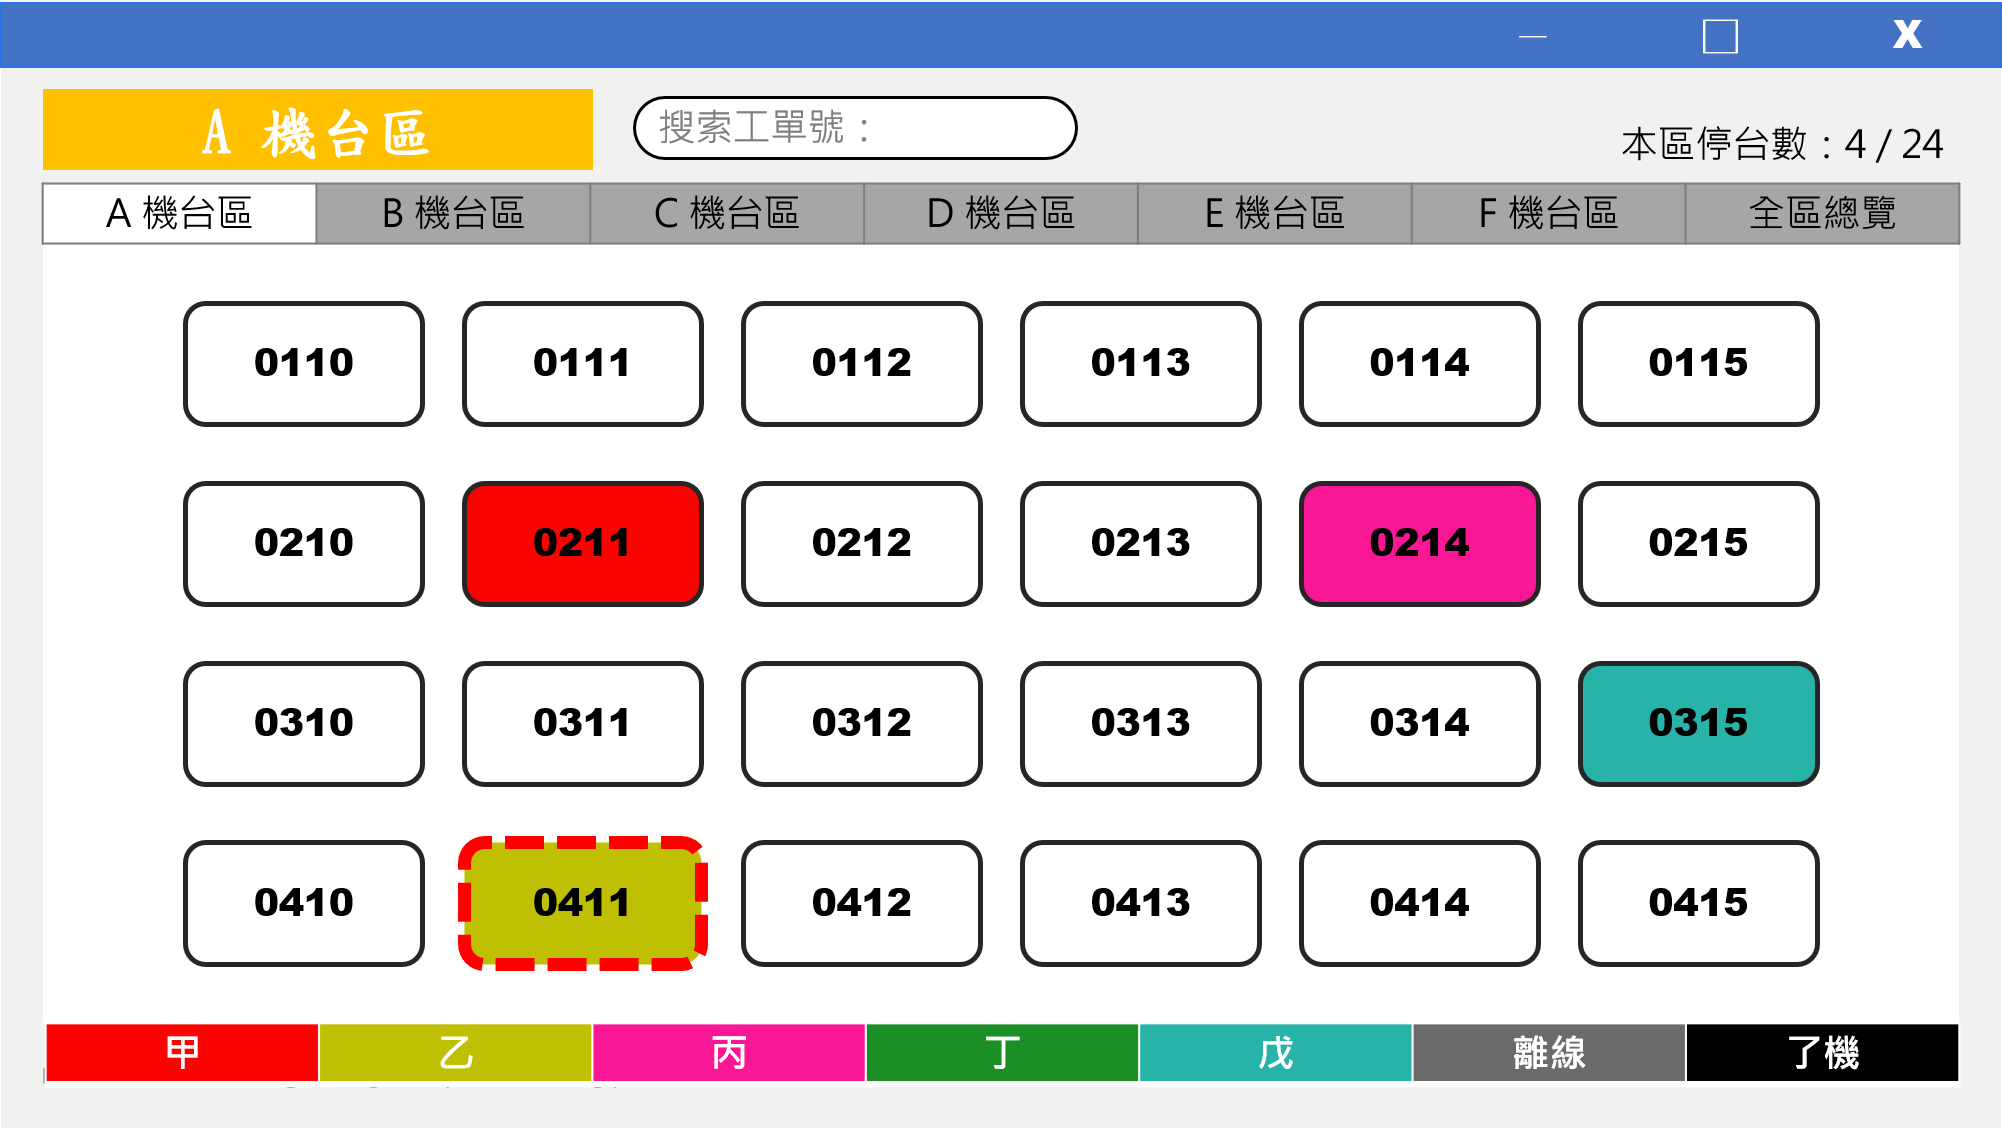 X
A 機台區
搜索工單號：
本區停台數：4 / 24
A 機台區 B 機台區 C 機台區 D 機台區 E 機台區 F 機台區 全區總覽
0110 0111 0112 0113 0114 0115
0210 0211 0212 0213 0214 0215
0310 0311 0312 0313 0314 0315
0410 0411 0412 0413 0414 0415
甲 乙 丙 丁 戊 離線 了機